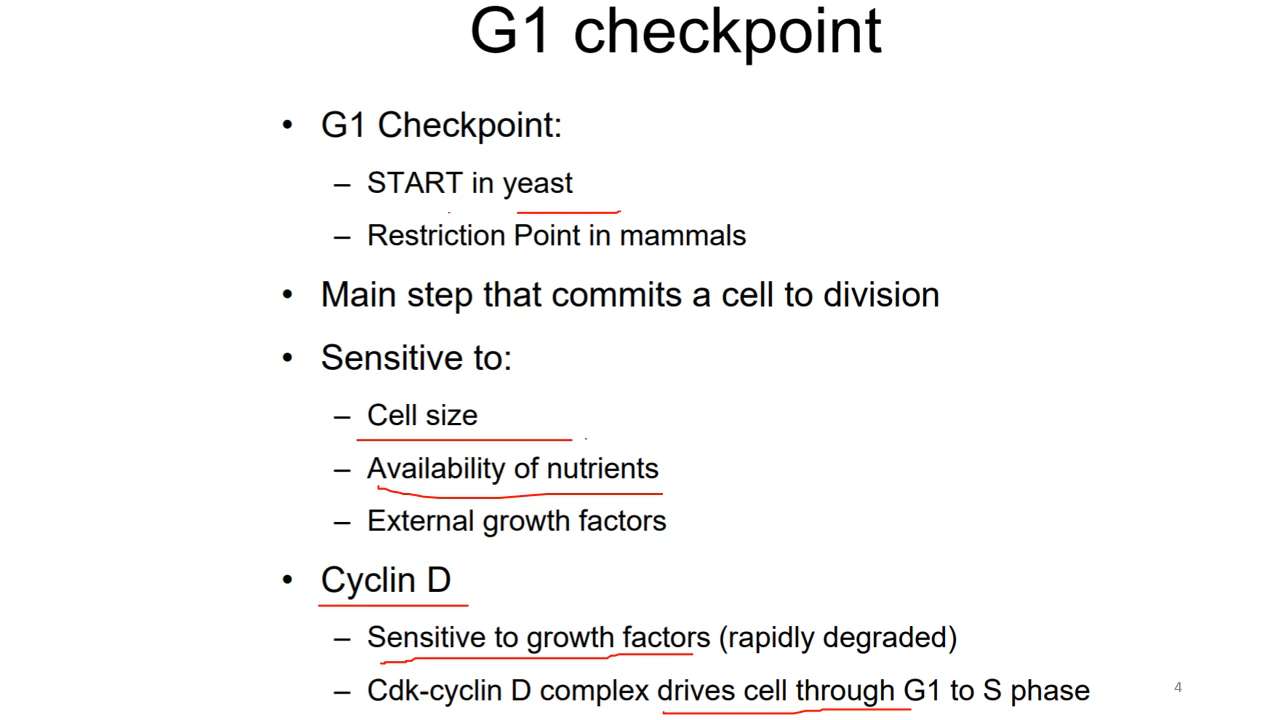 G1 checkpoint
• G1 Checkpoint:
– START in yeast
– Restriction Point in mammals
• Main step that commits a cell to division
• Sensitive to:
– Cell size
– Availability of nutrients
– External growth factors
• Cyclin D
– Sensitive to growth factors (rapidly degraded)
– Cdk-cyclin D complex drives cell through G1 to S phase
4